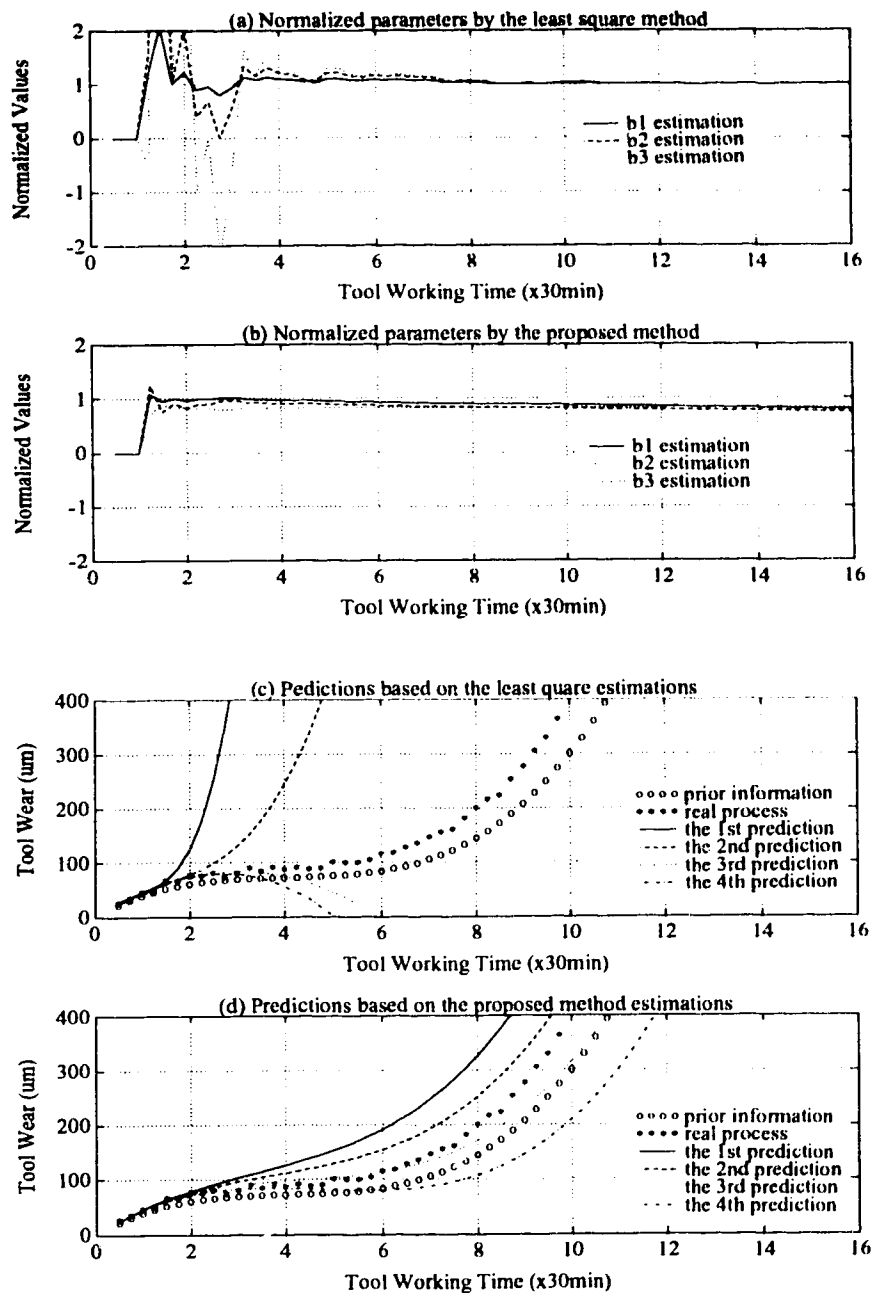 (a) Normalized parameters by the least square method
2
1
0
-1
-2
Normalized Values
b1 estimation
b2 estimation
b3 estimation
0 2 4 6 8 10 12 14 16
Tool Working Time (x30min)
(b) Normalized parameters by the proposed method
2
1
0
-1
-2
Normalized Values
b1 estimation
b2 estimation
b3 estimation
0 2 4 6 8 10 12 14 16
Tool Working Time (x30min)
(c) Pedictions based on the least quare estimations
400
300
200
100
0
Tool Wear (um)
prior information
real process
the 1st prediction
the 2nd prediction
the 3rd prediction
the 4th prediction
0 2 4 6 8 10 12 14 16
Tool Working Time (x30min)
(d) Predictions based on the proposed method estimations
400
300
200
100
0
Tool Wear (um)
prior information
real process
the 1st prediction
the 2nd prediction
the 3rd prediction
the 4th prediction
0 2 4 6 8 10 12 14 16
Tool Working Time (x30min)